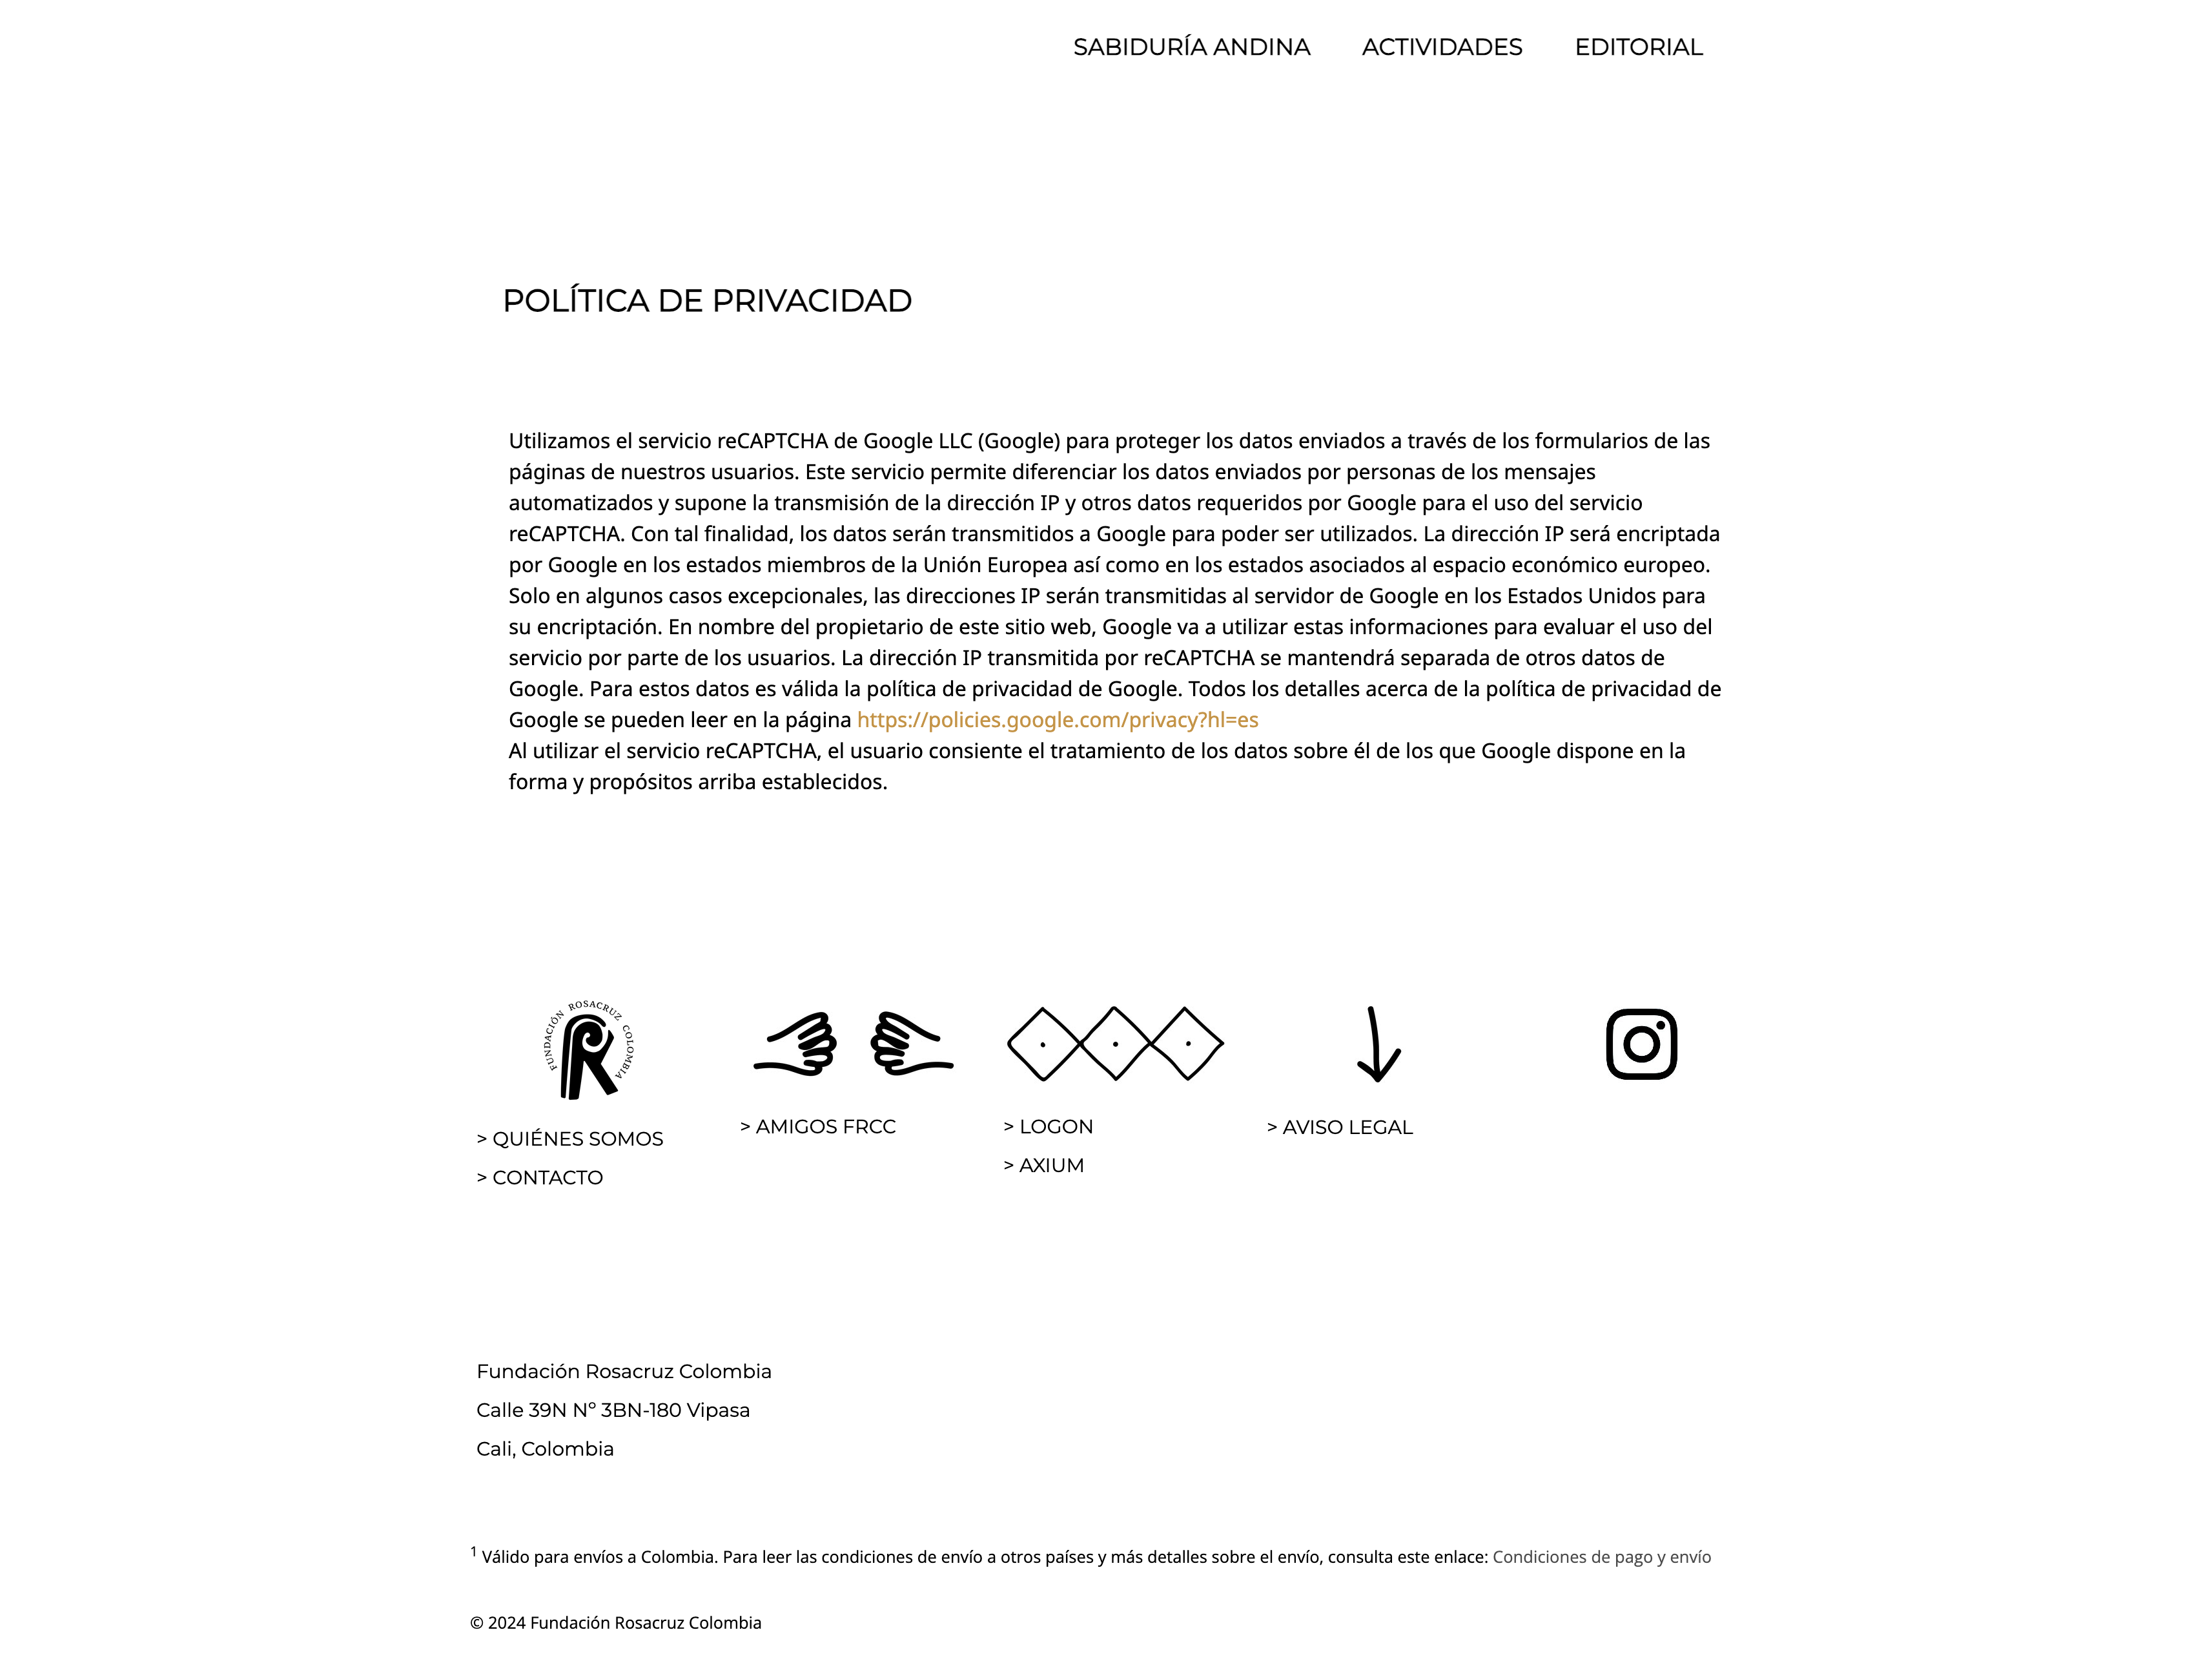 SABIDURÍA ANDINA ACTIVIDADES EDITORIAL
POLÍTICA DE PRIVACIDAD
Utilizamos el servicio reCAPTCHA de Google LLC (Google) para proteger los datos enviados a través de los formularios de las
páginas de nuestros usuarios. Este servicio permite diferenciar los datos enviados por personas de los mensajes
automatizados y supone la transmisión de la dirección IP y otros datos requeridos por Google para el uso del servicio
reCAPTCHA. Con tal finalidad, los datos serán transmitidos a Google para poder ser utilizados. La dirección IP será encriptada
por Google en los estados miembros de la Unión Europea así como en los estados asociados al espacio económico europeo.
Solo en algunos casos excepcionales, las direcciones IP serán transmitidas al servidor de Google en los Estados Unidos para
su encriptación. En nombre del propietario de este sitio web, Google va a utilizar estas informaciones para evaluar el uso del
servicio por parte de los usuarios. La dirección IP transmitida por reCAPTCHA se mantendrá separada de otros datos de
Google. Para estos datos es válida la política de privacidad de Google. Todos los detalles acerca de la política de privacidad de
Google se pueden leer en la página https://policies.google.com/privacy?hl=es
Al utilizar el servicio reCAPTCHA, el usuario consiente el tratamiento de los datos sobre él de los que Google dispone en la
forma y propósitos arriba establecidos.
FUNDACIÓN ROSACRUZ COLOMBIA
> QUIÉNES SOMOS
> CONTACTO
> AMIGOS FRCC
> LOGON
> AXIUM
> AVISO LEGAL
Fundación Rosacruz Colombia
Calle 39N Nº 3BN-180 Vipasa
Cali, Colombia
1 Válido para envíos a Colombia. Para leer las condiciones de envío a otros países y más detalles sobre el envío, consulta este enlace: Condiciones de pago y envío
© 2024 Fundación Rosacruz Colombia